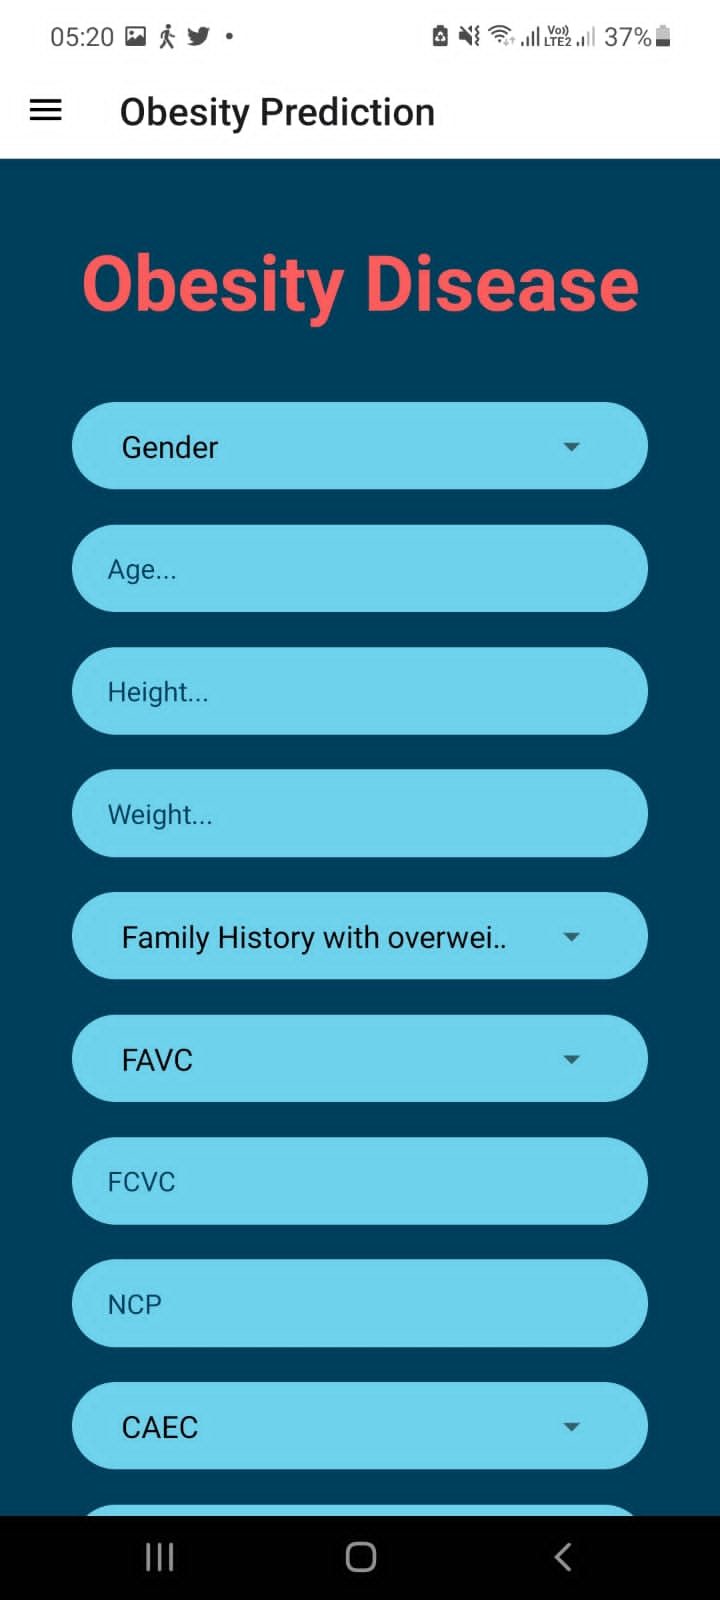 05:20
Vo)) LTE2 37%
Obesity Prediction
Obesity Disease
Gender
Age...
Height...
Weight...
Family History with overwei..
FAVC
FCVC
NCP
CAEC